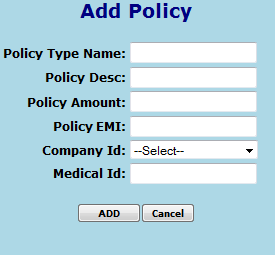 Add Policy
Policy Type Name:
Policy Desc:
Policy Amount:
Policy EMI:
Company Id: --Select--
Medical Id:
ADD Cancel